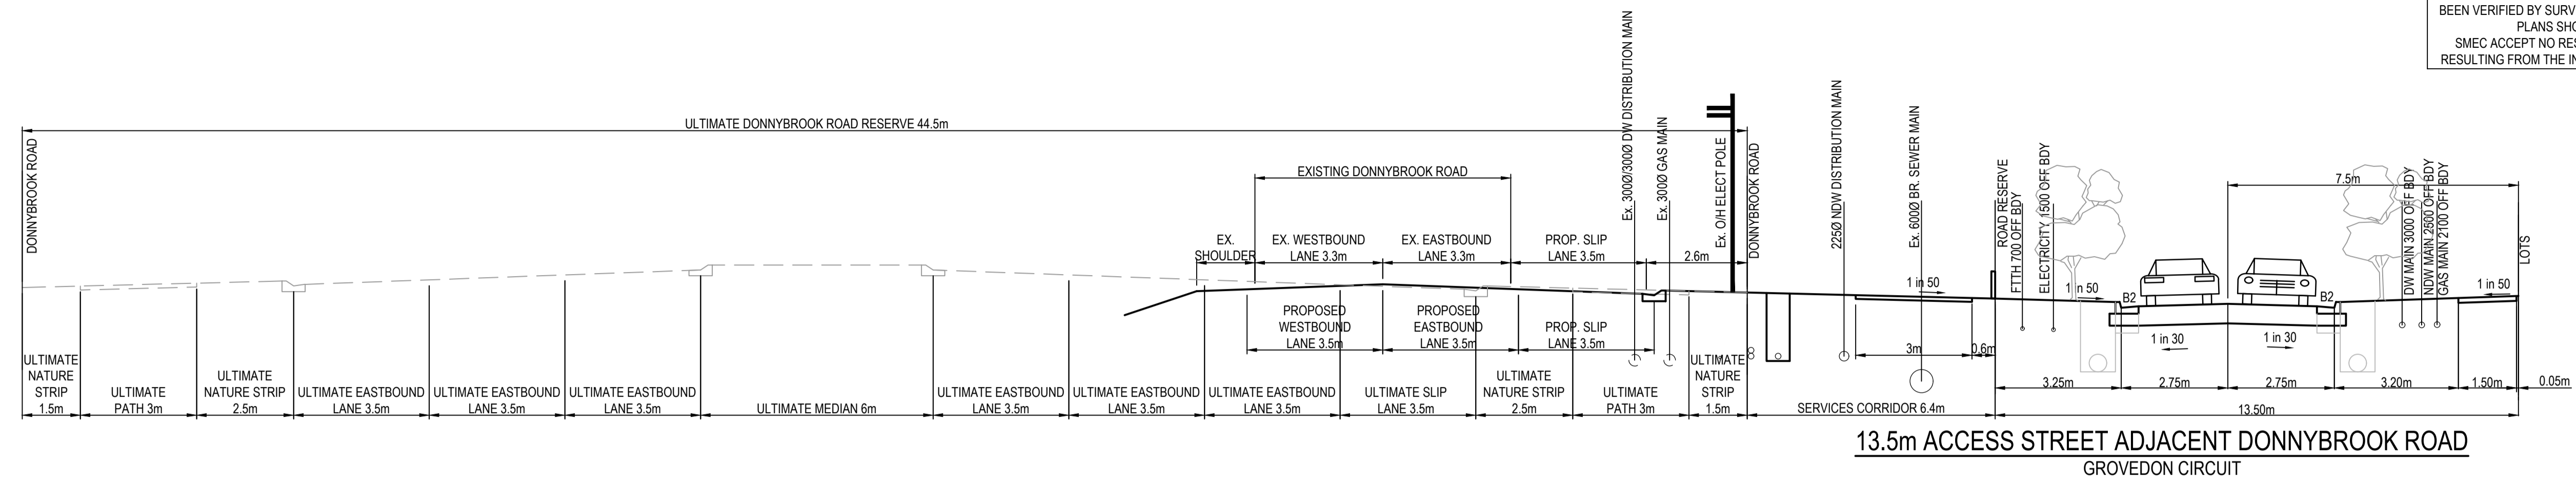 BEEN VERIFIED BY SURV
PLANS SHO
SMEC ACCEPT NO RES
RESULTING FROM THE IN
ULTIMATE DONNYBROOK ROAD RESERVE 44.5m
DONNYBROOK ROAD
EXISTING DONNYBROOK ROAD
EX.
SHOULDER
EX. WESTBOUND
LANE 3.3m
EX. EASTBOUND
LANE 3.3m
PROP. SLIP
LANE 3.5m
2.6m
Ex. 300Ø/300Ø DW DISTRIBUTION MAIN
Ex. 300Ø GAS MAIN
Ex. O/H ELECT POLE
DONNYBROOK ROAD
225Ø NDW DISTRIBUTION MAIN
Ex. 600Ø BR. SEWER MAIN
ROAD RESERVE
FTTH 700 OFF BDY
ELECTRICITY 1500 OFF BDY
7.5m
DW MAIN 3000 OFF BDY
NDW MAIN 2600 OFF BDY
GAS MAIN 2100 OFF BDY
LOTS
1 in 50
1 in 50
B2
B2
1 in 50
1 in 30
1 in 30
PROPOSED
WESTBOUND
LANE 3.5m
PROPOSED
EASTBOUND
LANE 3.5m
PROP. SLIP
LANE 3.5m
3m
0.6m
ULTIMATE
NATURE
STRIP
1.5m
ULTIMATE
PATH 3m
ULTIMATE
NATURE STRIP
2.5m
ULTIMATE EASTBOUND
LANE 3.5m
ULTIMATE EASTBOUND
LANE 3.5m
ULTIMATE EASTBOUND
LANE 3.5m
ULTIMATE MEDIAN 6m
ULTIMATE EASTBOUND
LANE 3.5m
ULTIMATE EASTBOUND
LANE 3.5m
ULTIMATE EASTBOUND
LANE 3.5m
ULTIMATE SLIP
LANE 3.5m
ULTIMATE
NATURE STRIP
2.5m
ULTIMATE
PATH 3m
ULTIMATE
NATURE
STRIP
1.5m
SERVICES CORRIDOR 6.4m
3.25m
2.75m
2.75m
3.20m
1.50m
0.05m
13.50m
13.5m ACCESS STREET ADJACENT DONNYBROOK ROAD
GROVEDON CIRCUIT